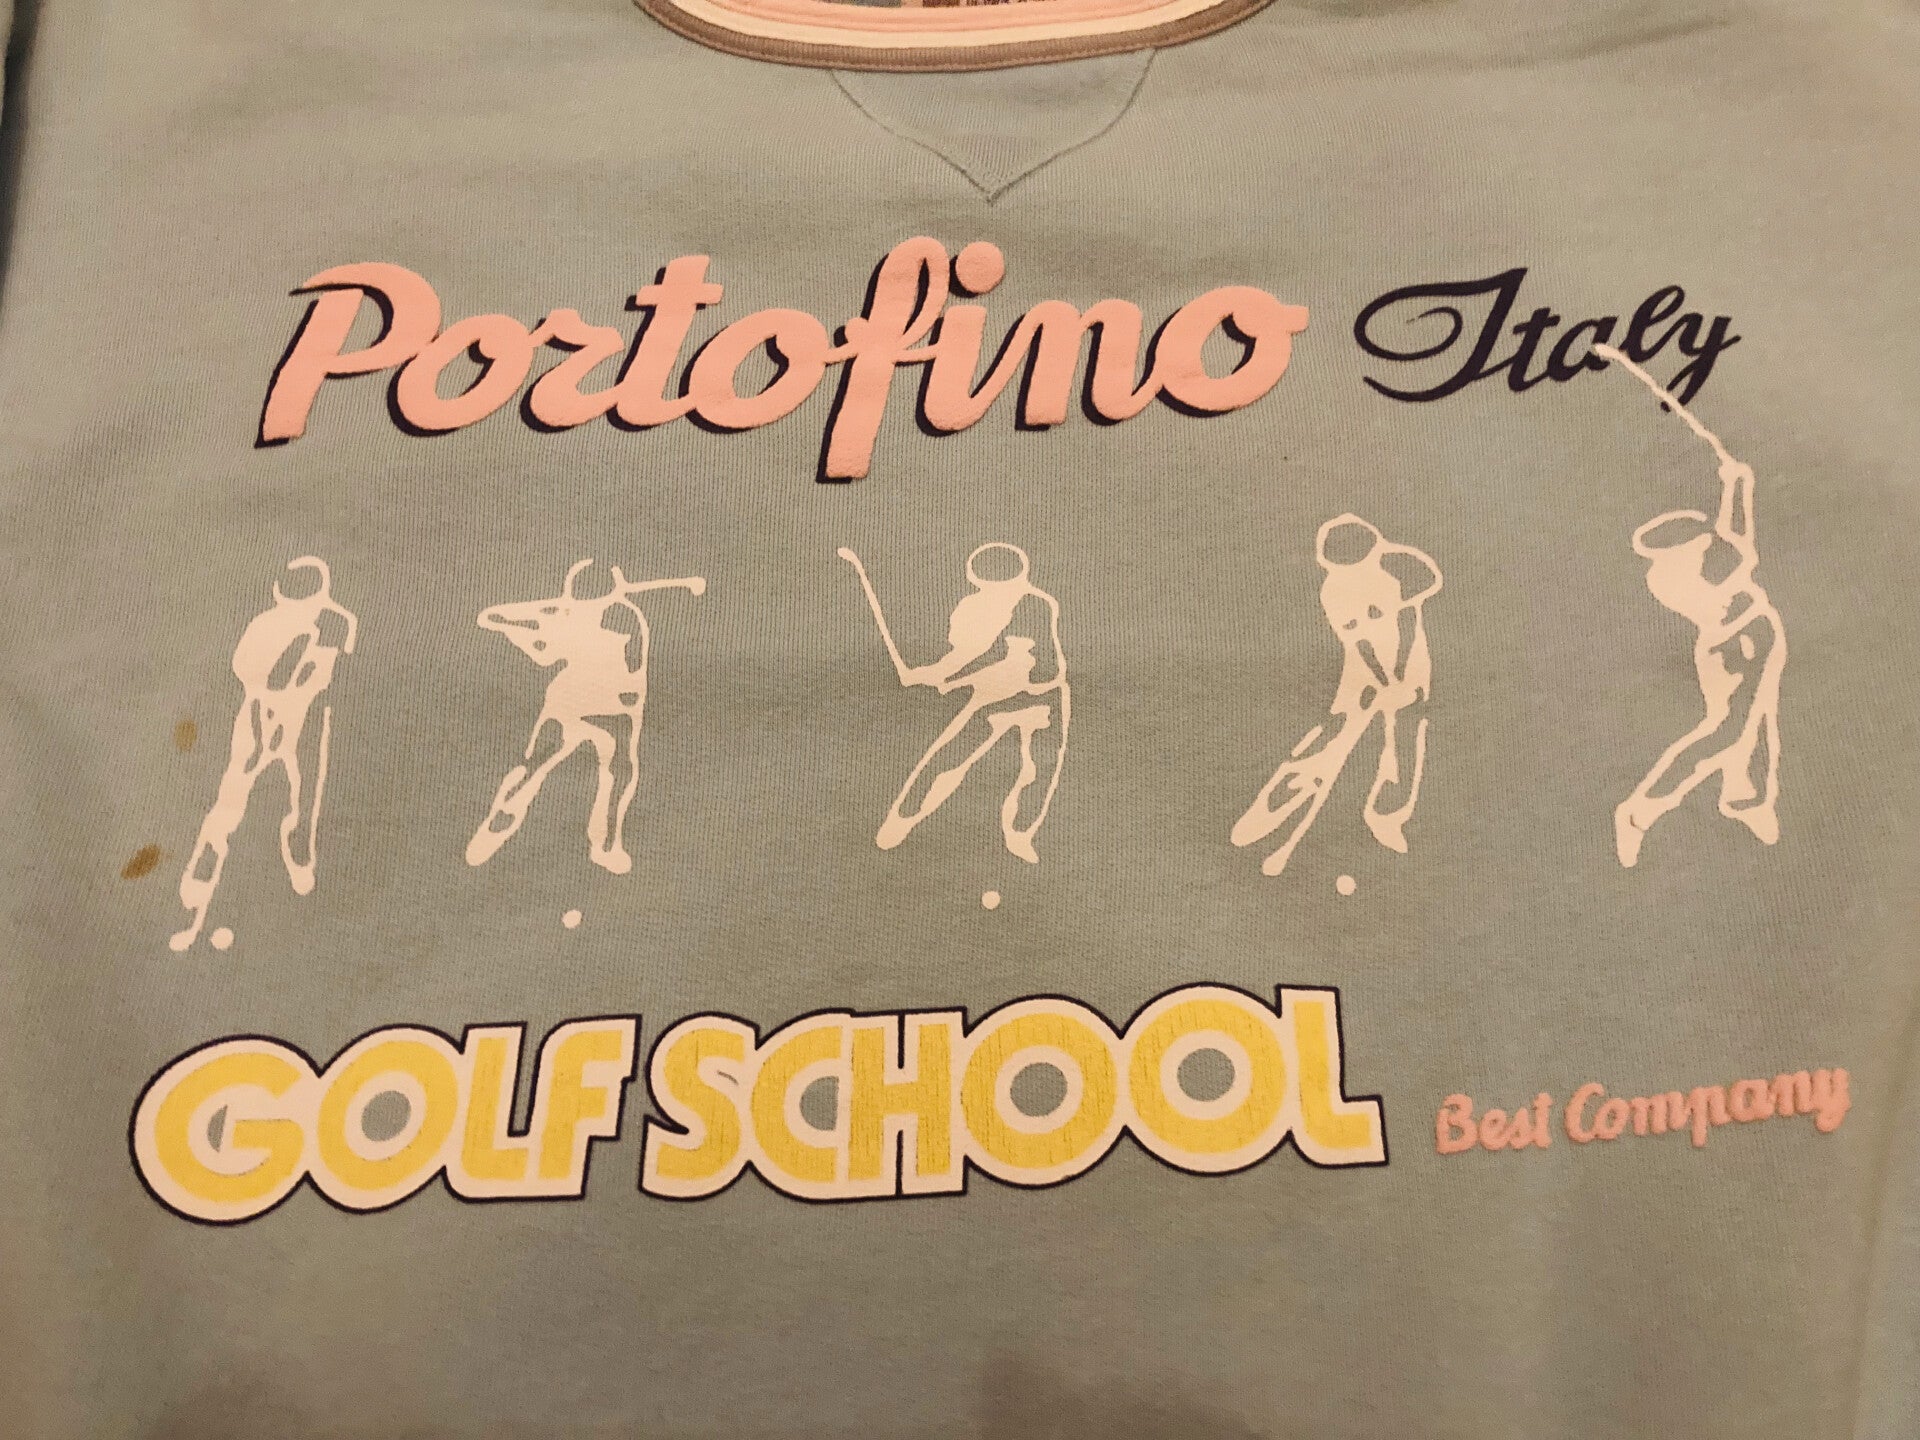 Portofino Italy
GOLF SCHOOL Best Company